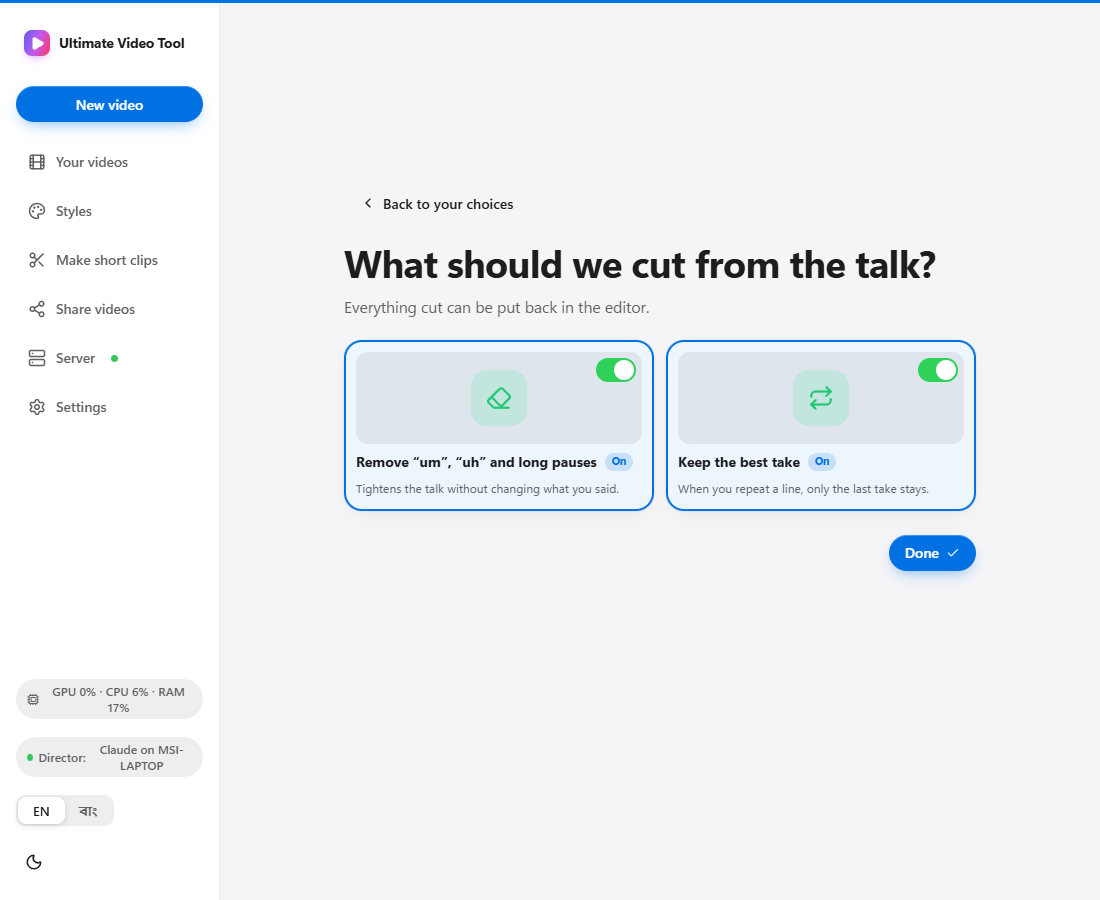 Ultimate Video Tool
New video
Your videos
Styles
Make short clips
Share videos
Server
Settings
GPU 0% · CPU 6% · RAM
17%
Director: Claude on MSI-
LAPTOP
EN বাং
Back to your choices
What should we cut from the talk?
Everything cut can be put back in the editor.
Remove “um”, “uh” and long pauses On
Tightens the talk without changing what you said.
Keep the best take On
When you repeat a line, only the last take stays.
Done